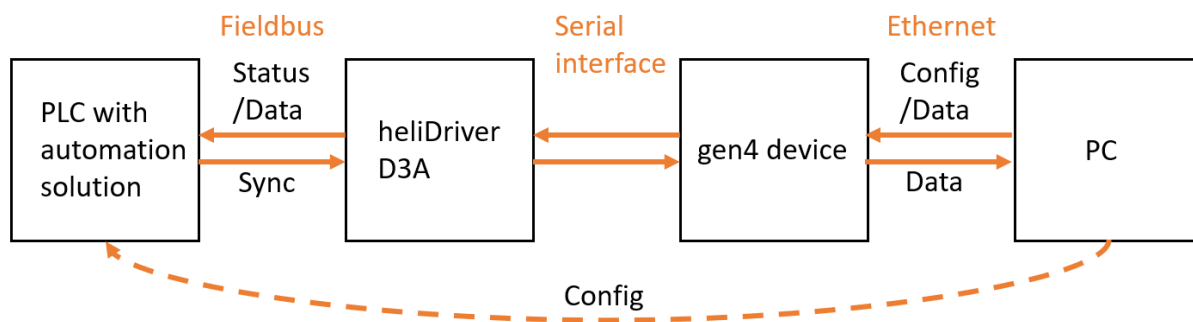 Fieldbus
Serial
interface
Ethernet
Status
/Data
Config
/Data
PLC with
automation
solution
heliDriver
D3A
gen4 device
PC
Sync
Data
Config